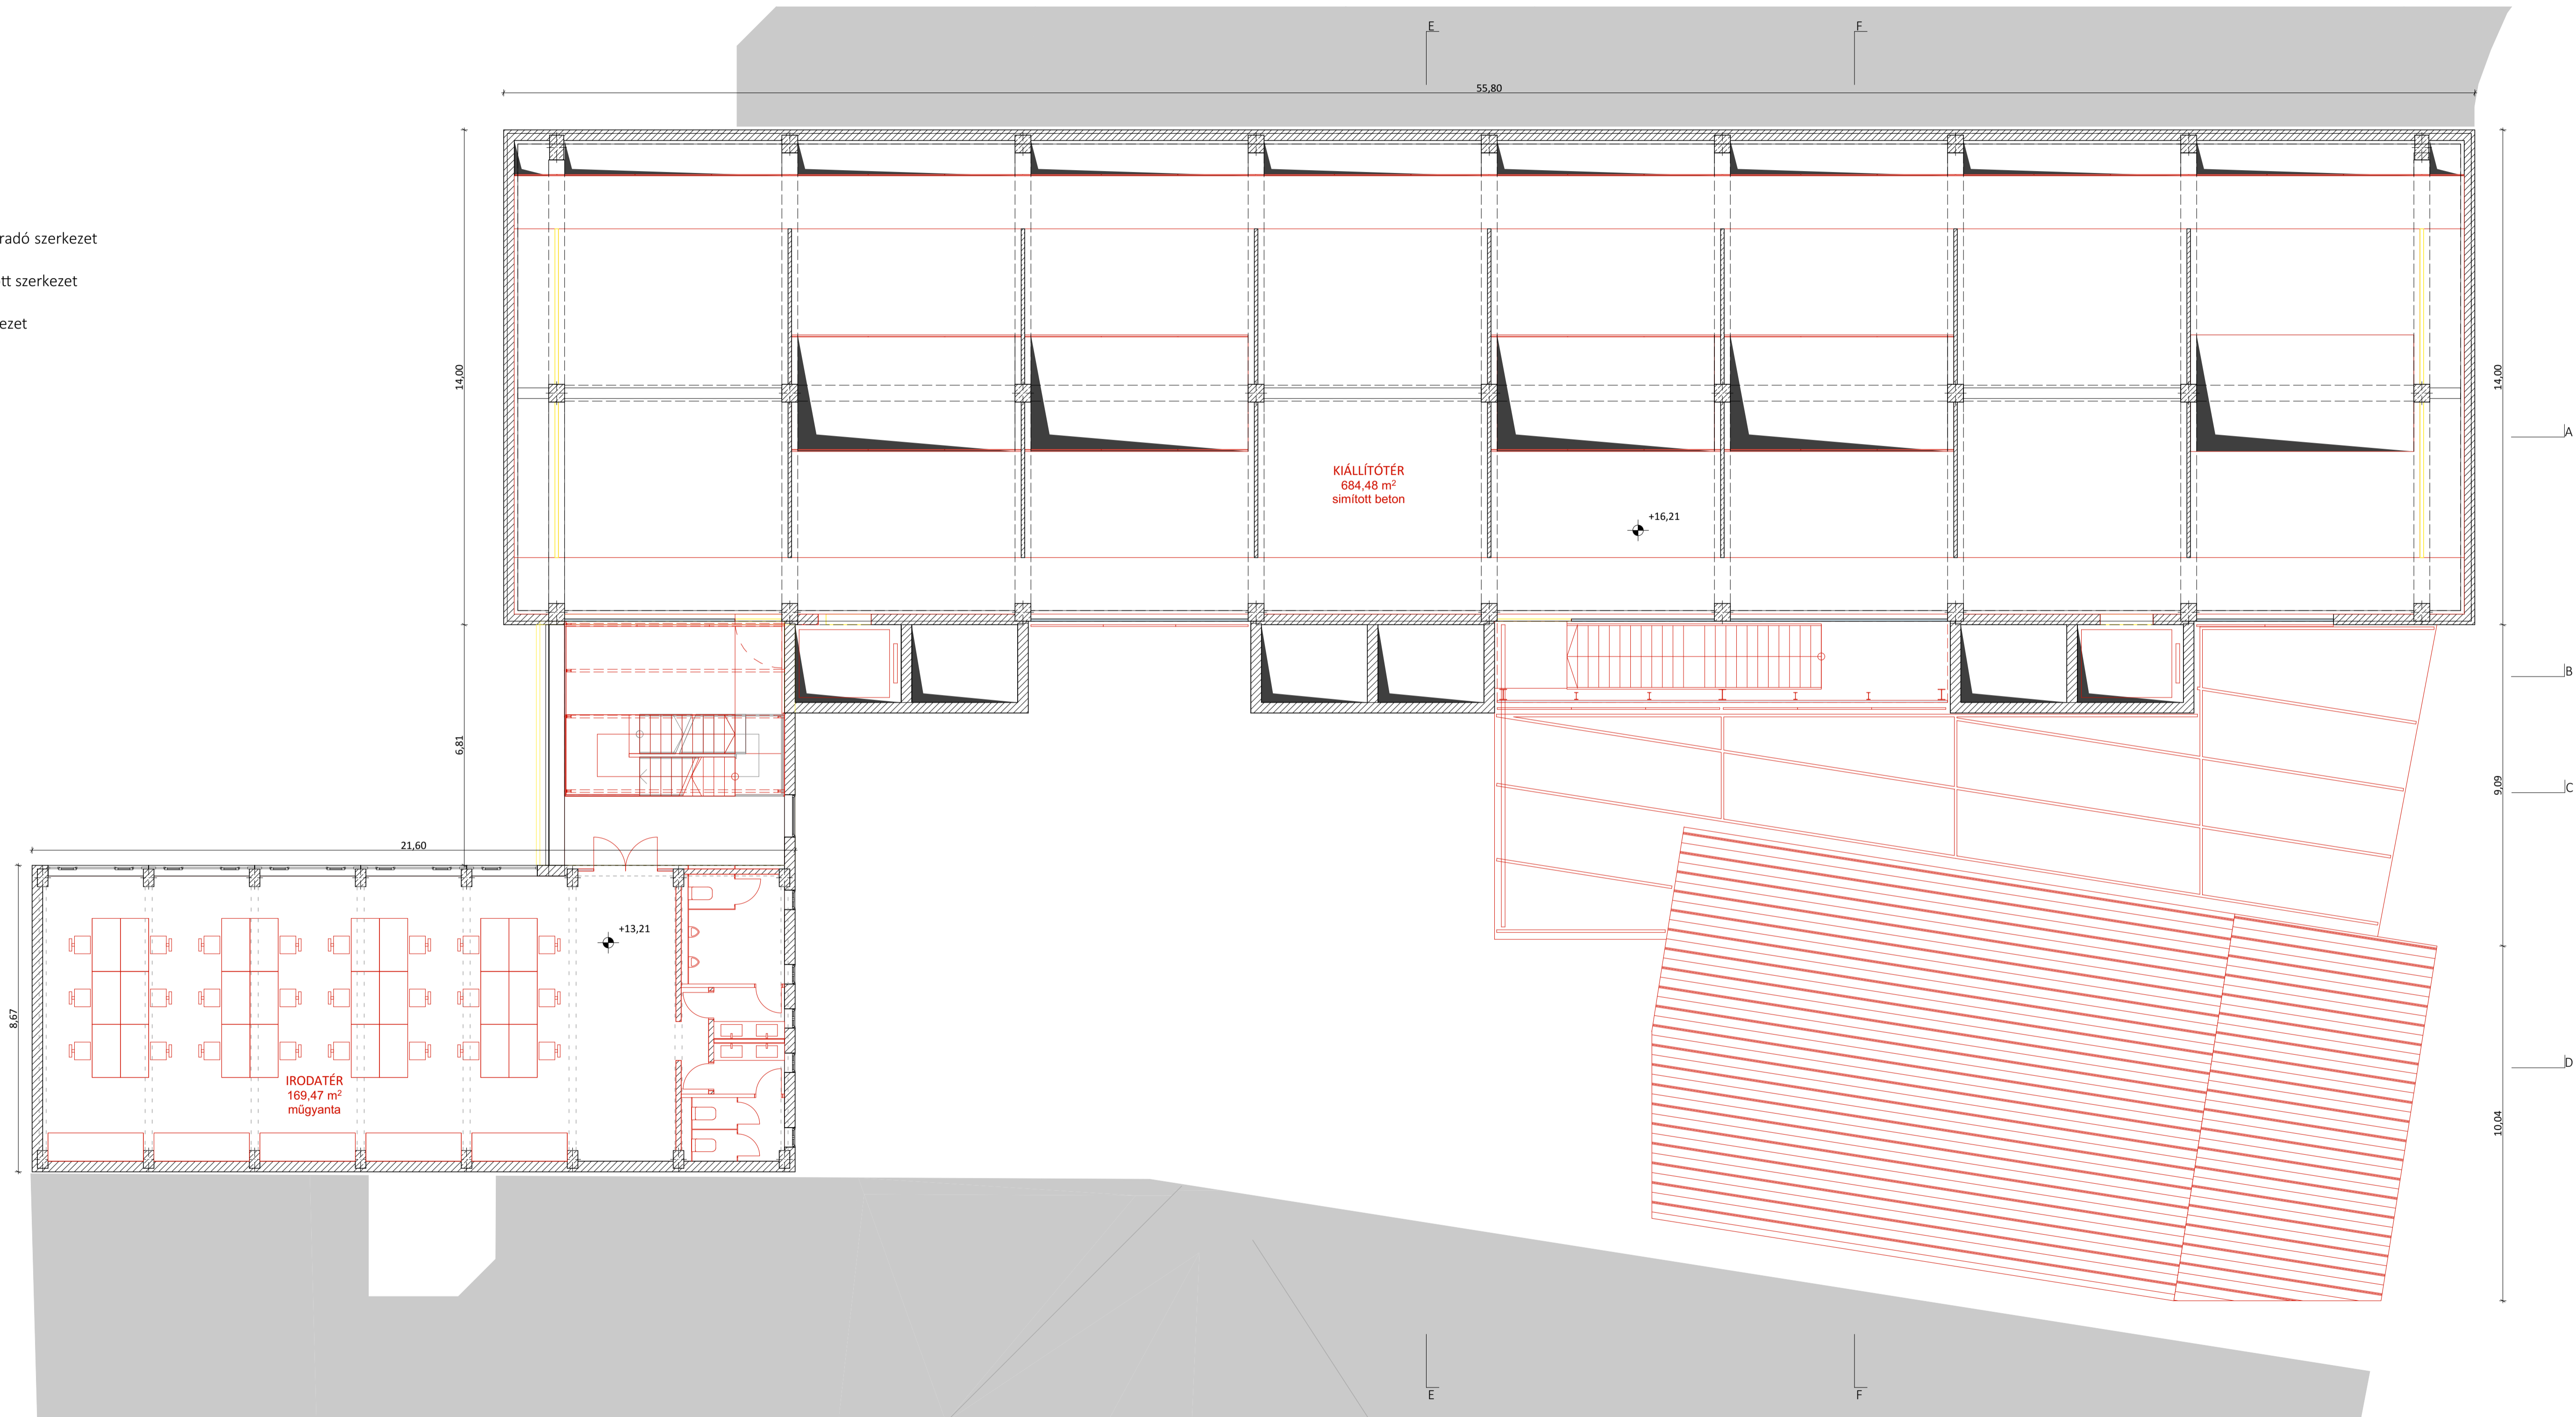 E
F
55,80
radó szerkezet
tt szerkezet
ezet
14,00
14,00
A
KIÁLLÍTÓTÉR
684,48 m²
simított beton
+16,21
B
6,81
9,09
C
21,60
+13,21
8,67
D
IRODATÉR
169,47 m²
műgyanta
10,04
E
F